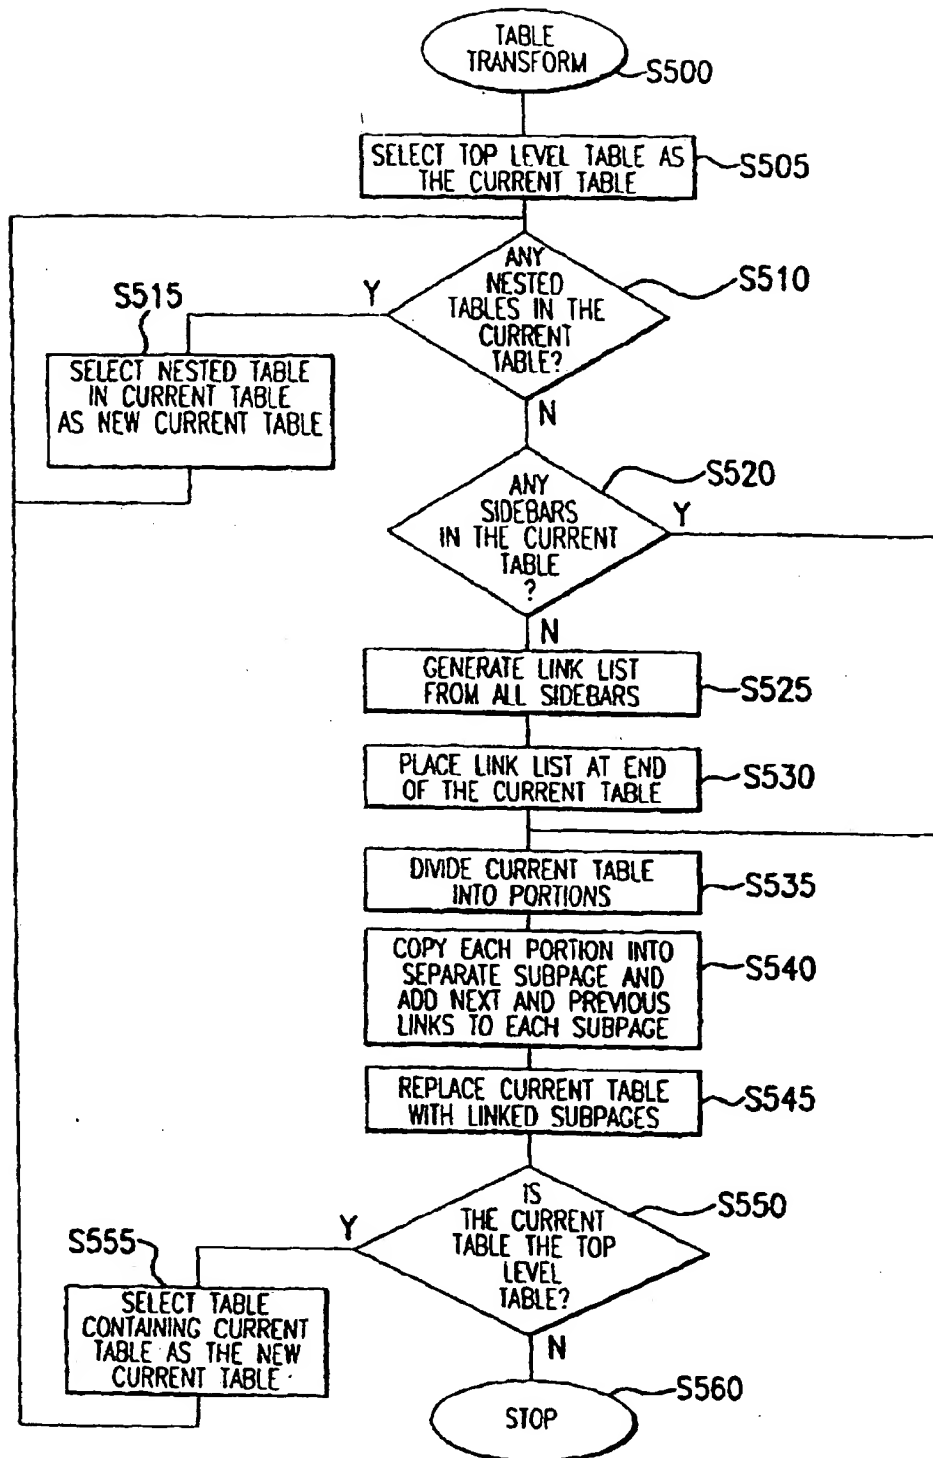 TABLE
TRANSFORM
S500
SELECT TOP LEVEL TABLE AS
THE CURRENT TABLE
S505
ANY
NESTED
TABLES IN THE
CURRENT
TABLE?
S510
Y
N
S515
SELECT NESTED TABLE
IN CURRENT TABLE
AS NEW CURRENT TABLE
ANY
SIDEBARS
IN THE CURRENT
TABLE
?
S520
Y
N
GENERATE LINK LIST
FROM ALL SIDEBARS
S525
PLACE LINK LIST AT END
OF THE CURRENT TABLE
S530
DIVIDE CURRENT TABLE
INTO PORTIONS
S535
COPY EACH PORTION INTO
SEPARATE SUBPAGE AND
ADD NEXT AND PREVIOUS
LINKS TO EACH SUBPAGE
S540
REPLACE CURRENT TABLE
WITH LINKED SUBPAGES
S545
IS
THE CURRENT
TABLE THE TOP
LEVEL
TABLE?
S550
Y
N
S555
SELECT TABLE
CONTAINING CURRENT
TABLE AS THE NEW
CURRENT TABLE
STOP
S560